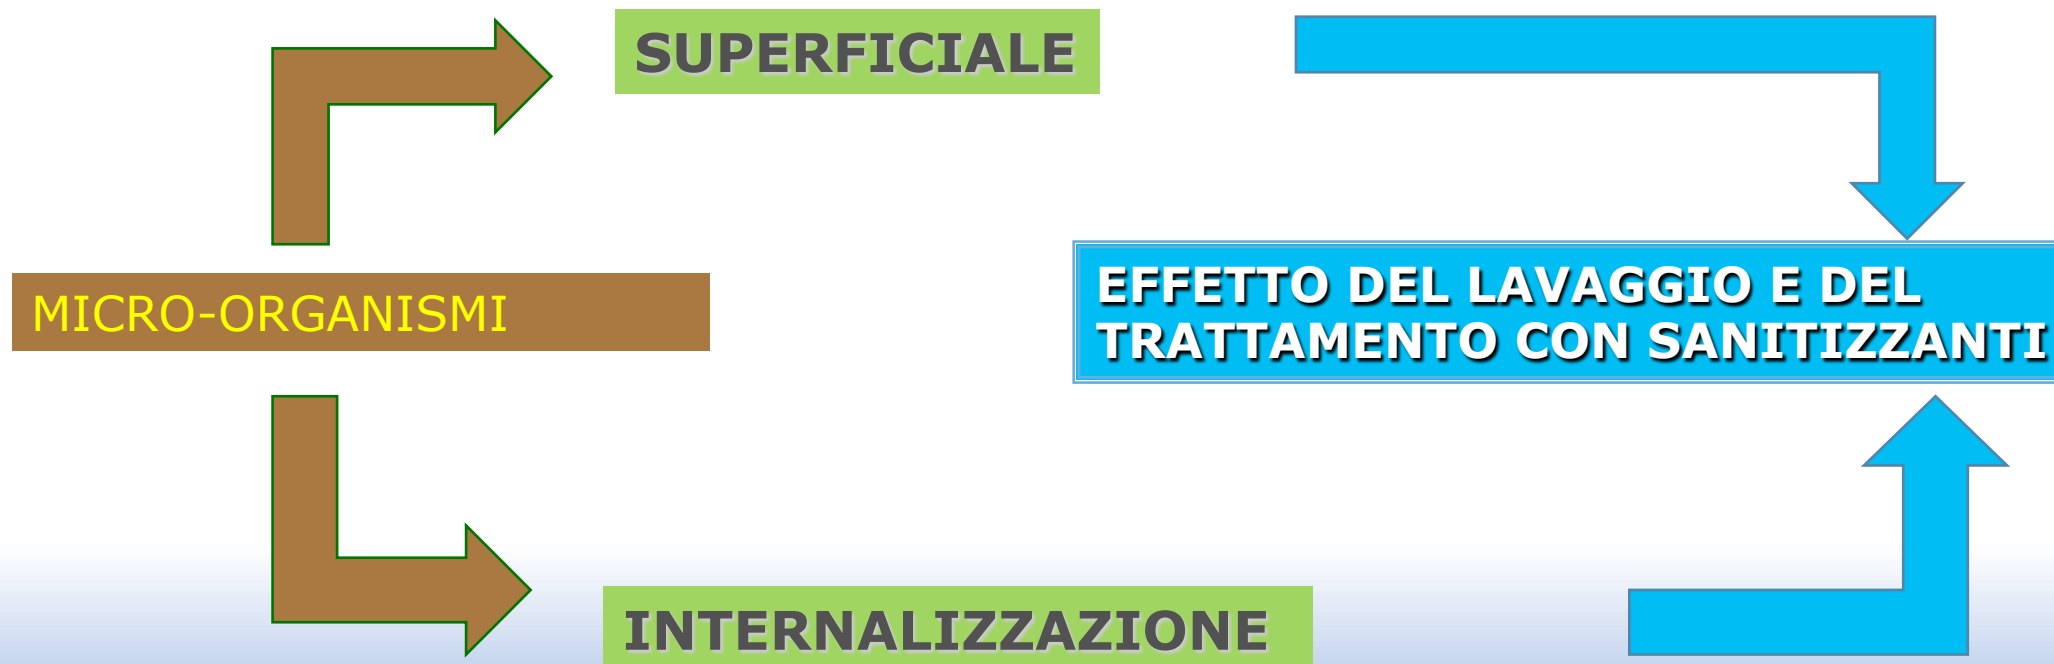 SUPERFICIALE
MICRO-ORGANISMI
EFFETTO DEL LAVAGGIO E DEL
TRATTAMENTO CON SANITIZZANTI
INTERNALIZZAZIONE